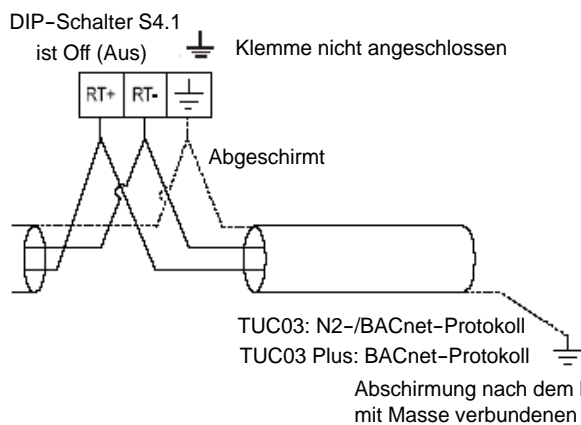 DIP-Schalter S4.1
ist Off (Aus)
Klemme nicht angeschlossen
RT+ RT-
Abgeschirmt
TUC03: N2-/BACnet-Protokoll
TUC03 Plus: BACnet-Protokoll
Abschirmung nach dem
mit Masse verbundenen